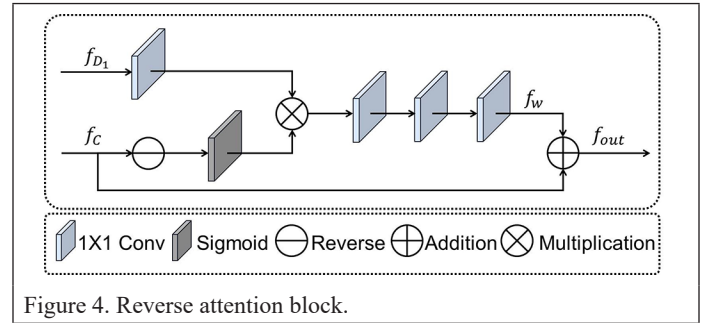 f_{D_1}
f_C
f_w
f_{out}
1X1 Conv Sigmoid Reverse Addition Multiplication
Figure 4. Reverse attention block.